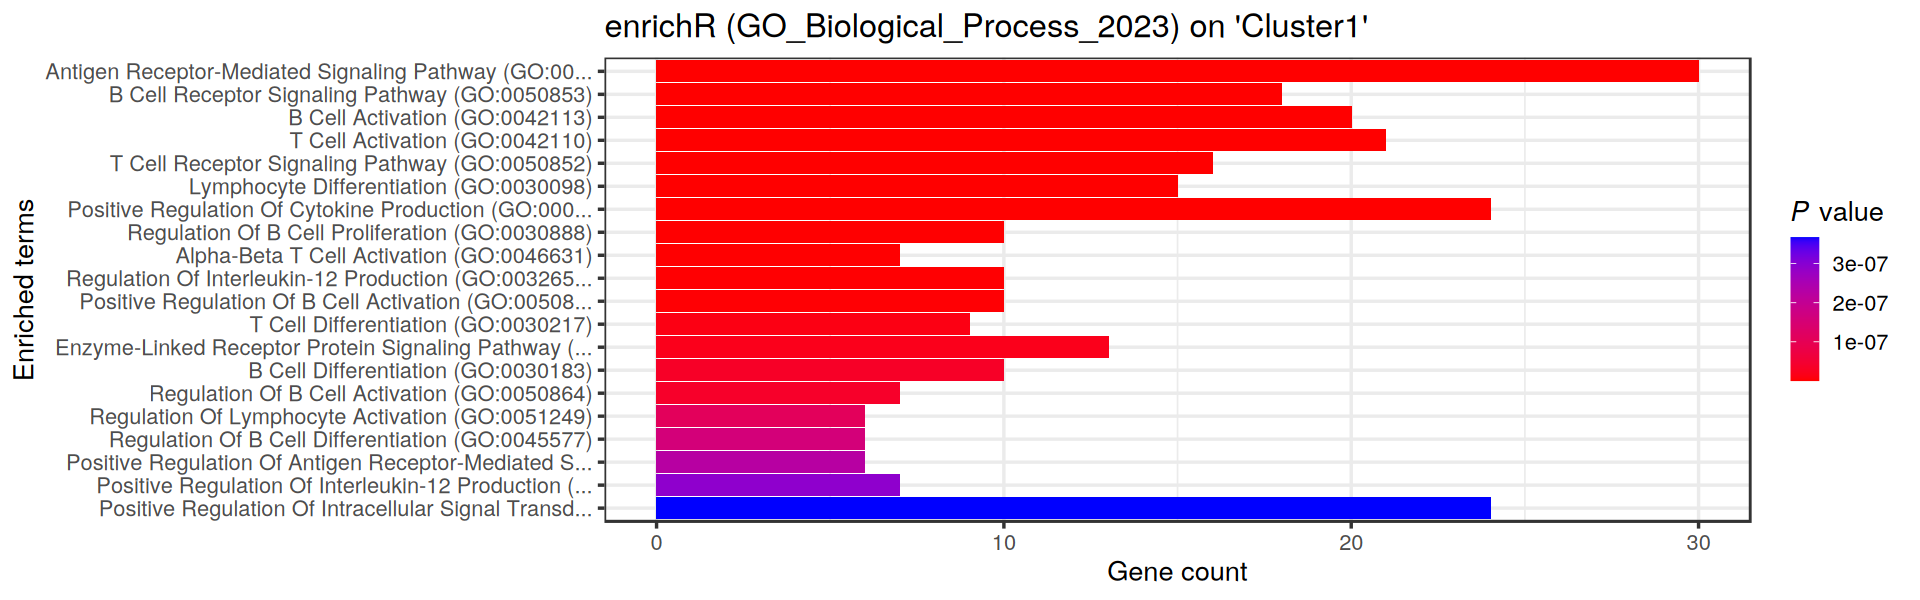 enrichR (GO_Biological_Process_2023) on 'Cluster1'
Enriched terms
Antigen Receptor-Mediated Signaling Pathway (GO:00...
B Cell Receptor Signaling Pathway (GO:0050853)
B Cell Activation (GO:0042113)
T Cell Activation (GO:0042110)
T Cell Receptor Signaling Pathway (GO:0050852)
Lymphocyte Differentiation (GO:0030098)
Positive Regulation Of Cytokine Production (GO:000...
Regulation Of B Cell Proliferation (GO:0030888)
Alpha-Beta T Cell Activation (GO:0046631)
Regulation Of Interleukin-12 Production (GO:003265...
Positive Regulation Of B Cell Activation (GO:00508...
T Cell Differentiation (GO:0030217)
Enzyme-Linked Receptor Protein Signaling Pathway (...
B Cell Differentiation (GO:0030183)
Regulation Of B Cell Activation (GO:0050864)
Regulation Of Lymphocyte Activation (GO:0051249)
Regulation Of B Cell Differentiation (GO:0045577)
Positive Regulation Of Antigen Receptor-Mediated S...
Positive Regulation Of Interleukin-12 Production (...
Positive Regulation Of Intracellular Signal Transd...
0 10 20 30
Gene count
P value
3e-07
2e-07
1e-07